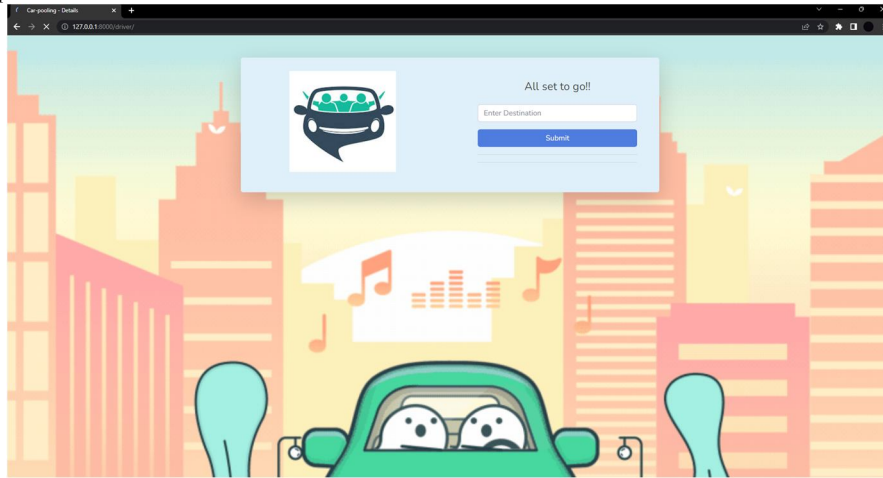 Car-pooling - Details
127.0.0.1:8000/driver/
All set to go!!
Enter Destination
Submit